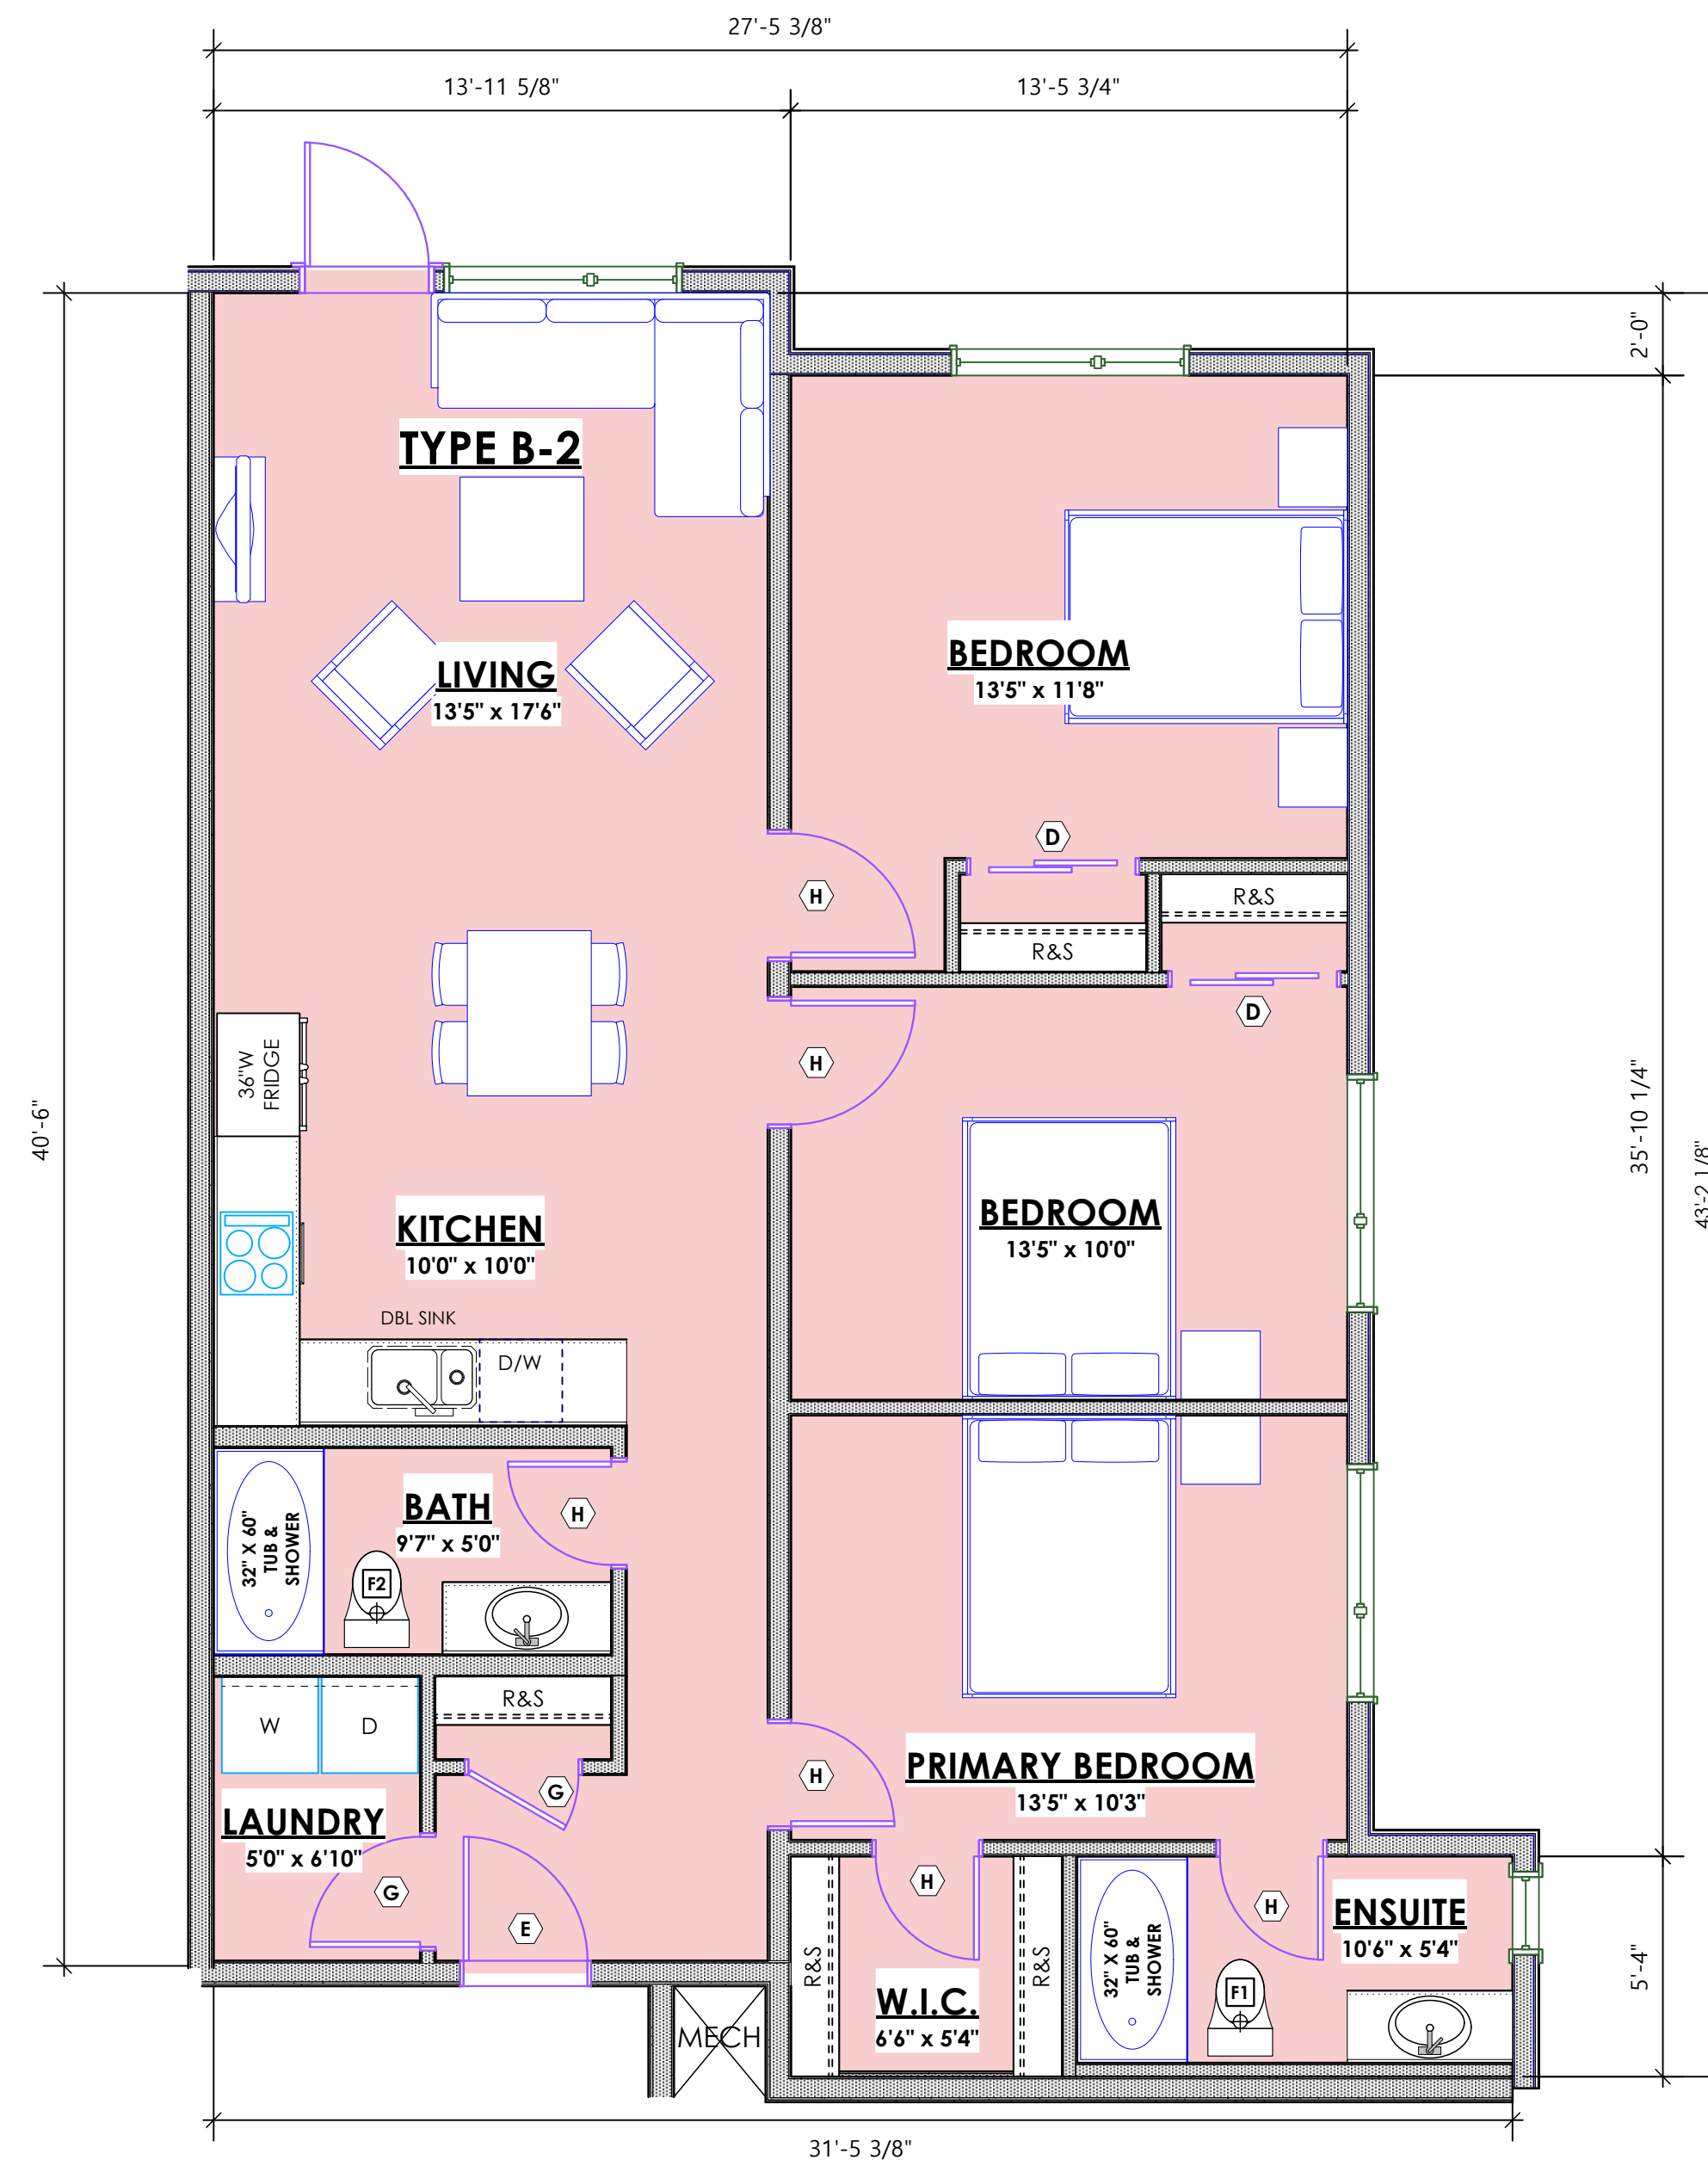 27'-5 3/8"
13'-11 5/8"
13'-5 3/4"
2'-0"
TYPE B-2
LIVING
13'5" x 17'6"
BEDROOM
13'5" x 11'8"
D
R&S
R&S
H
D
H
36"W
FRIDGE
40'-6"
35'-10 1/4"
43'-2 1/8"
KITCHEN
10'0" x 10'0"
BEDROOM
13'5" x 10'0"
DBL SINK
D/W
BATH
9'7" x 5'0"
H
32" X 60"
TUB &
SHOWER
F2
R&S
W
D
G
LAUNDRY
5'0" x 6'10"
G
E
H
PRIMARY BEDROOM
13'5" x 10'3"
H
H
ENSUITE
10'6" x 5'4"
R&S
R&S
W.I.C.
6'6" x 5'4"
32" X 60"
TUB &
SHOWER
F1
5'-4"
MECH
31'-5 3/8"